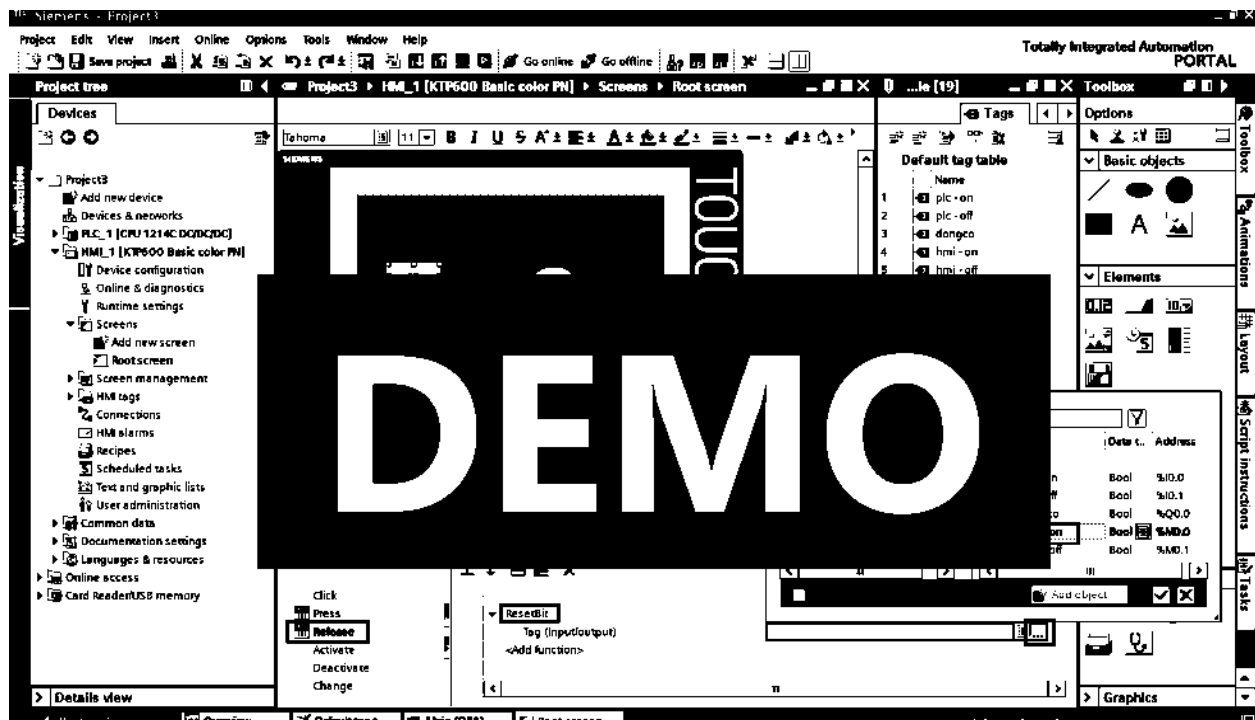 Siemens - Project3
Project Edit View Insert Online Options Tools Window Help
Totally Integrated Automation
PORTAL
Save project
Go online
Go offline
Project tree
Project3 ▸ HMI_1 [KTP600 Basic color PN] ▸ Screens ▸ Root screen
...le [19]
Toolbox
Devices
Tags
Options
Tahoma
11
B I U S
SIEMENS
TOUC
Default tag table
Name
1 plc-on
2 plc-off
3 dongco
4 hmi-on
5 hmi-off
Basic objects
Elements
Graphics
Toolbox
Animations
Layout
Script instructions
Tasks
Visualization
Project3
Add new device
Devices & networks
PLC_1 [CPU 1214C DC/DC/DC]
HMI_1 [KTP600 Basic color PN]
Device configuration
Online & diagnostics
Runtime settings
Screens
Add new screen
Root screen
Screen management
HMI tags
Connections
HMI alarms
Recipes
Scheduled tasks
Text and graphic lists
User administration
Common data
Documentation settings
Languages & resources
Online access
Card Reader/USB memory
Details view
DEMO
Data t... Address
Bool %I0.0
Bool %I0.1
Bool %Q0.0
on Bool %M0.0
off Bool %M0.1
Add object
Click
Press
Release
Activate
Deactivate
Change
ResetBit
Tag (Input/output)
<Add function>